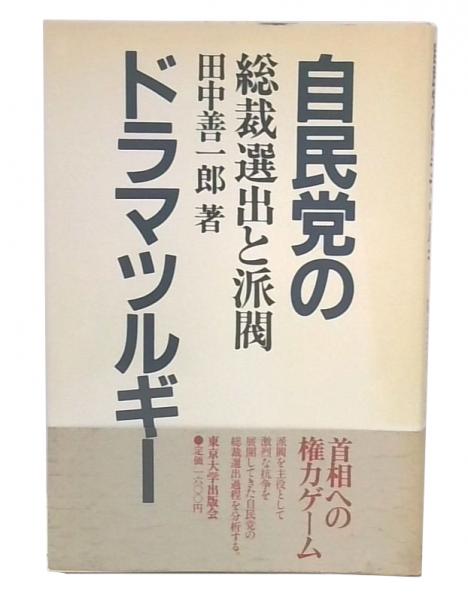 自民党の
ドラマツルギー
総裁選出と派閥
田中善一郎 著
首相への
権力ゲーム
派閥を主役として
激烈な抗争を
展開してきた自民党の
総裁選出過程を分析する。
東京大学出版会
●定価一六〇〇円